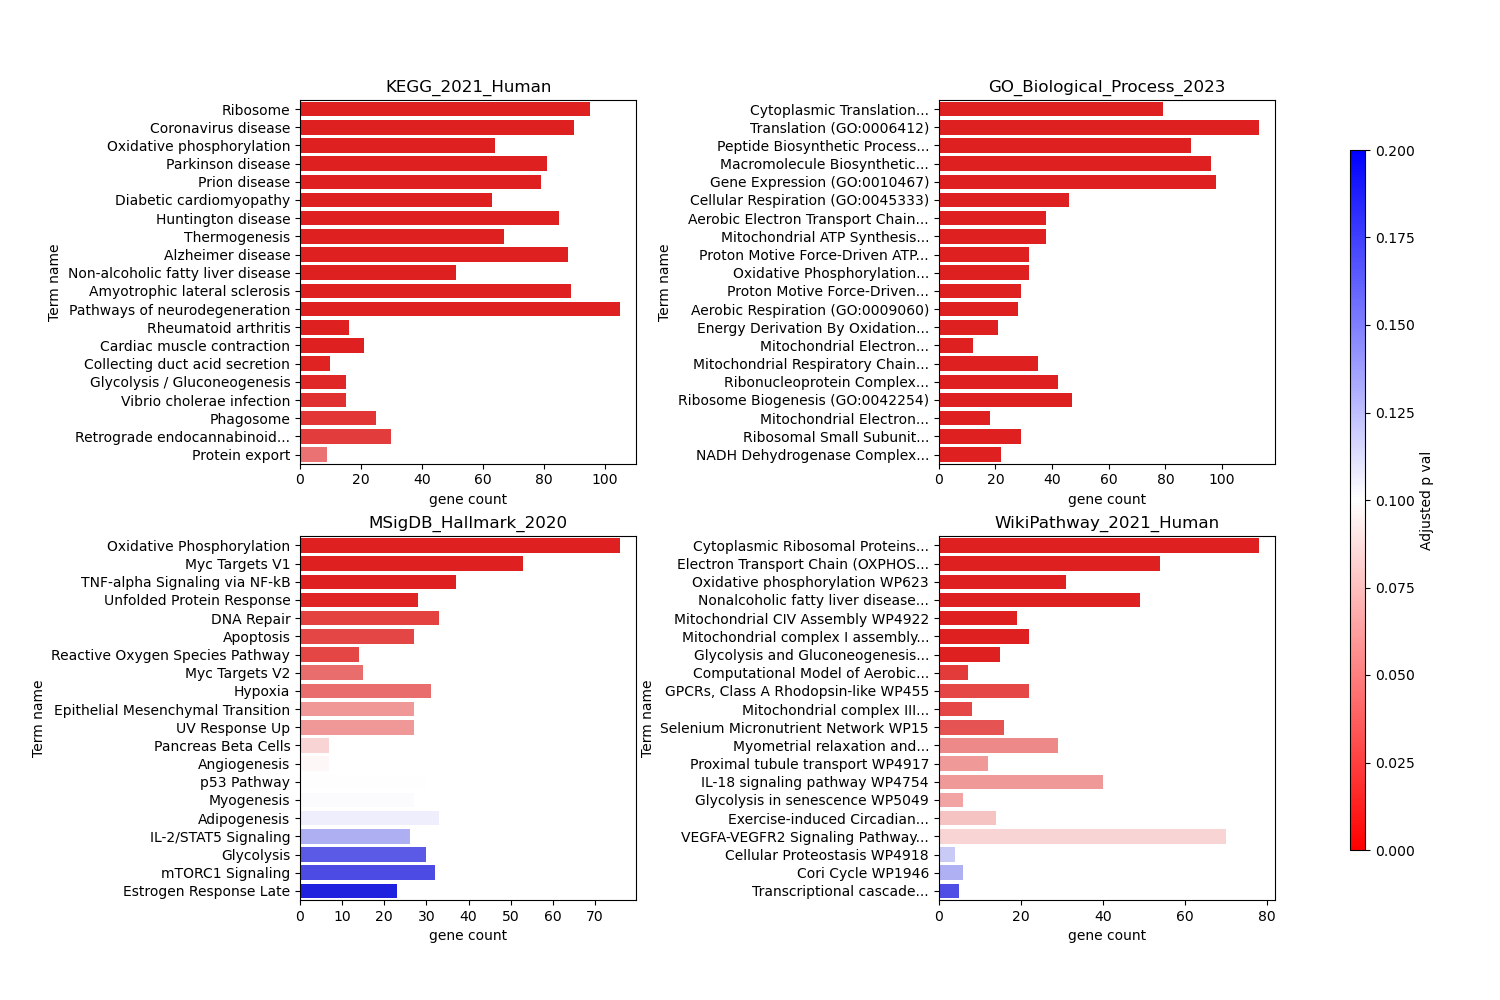 KEGG_2021_Human
Term name
Ribosome
Coronavirus disease
Oxidative phosphorylation
Parkinson disease
Prion disease
Diabetic cardiomyopathy
Huntington disease
Thermogenesis
Alzheimer disease
Non-alcoholic fatty liver disease
Amyotrophic lateral sclerosis
Pathways of neurodegeneration
Rheumatoid arthritis
Cardiac muscle contraction
Collecting duct acid secretion
Glycolysis / Gluconeogenesis
Vibrio cholerae infection
Phagosome
Retrograde endocannabinoid...
Protein export
0 20 40 60 80 100
gene count
GO_Biological_Process_2023
Term name
Cytoplasmic Translation...
Translation (GO:0006412)
Peptide Biosynthetic Process...
Macromolecule Biosynthetic...
Gene Expression (GO:0010467)
Cellular Respiration (GO:0045333)
Aerobic Electron Transport Chain...
Mitochondrial ATP Synthesis...
Proton Motive Force-Driven ATP...
Oxidative Phosphorylation...
Proton Motive Force-Driven...
Aerobic Respiration (GO:0009060)
Energy Derivation By Oxidation...
Mitochondrial Electron...
Mitochondrial Respiratory Chain...
Ribonucleoprotein Complex...
Ribosome Biogenesis (GO:0042254)
Mitochondrial Electron...
Ribosomal Small Subunit...
NADH Dehydrogenase Complex...
0 20 40 60 80 100
gene count
MSigDB_Hallmark_2020
Term name
Oxidative Phosphorylation
Myc Targets V1
TNF-alpha Signaling via NF-kB
Unfolded Protein Response
DNA Repair
Apoptosis
Reactive Oxygen Species Pathway
Myc Targets V2
Hypoxia
Epithelial Mesenchymal Transition
UV Response Up
Pancreas Beta Cells
Angiogenesis
p53 Pathway
Myogenesis
Adipogenesis
IL-2/STAT5 Signaling
Glycolysis
mTORC1 Signaling
Estrogen Response Late
0 10 20 30 40 50 60 70
gene count
WikiPathway_2021_Human
Term name
Cytoplasmic Ribosomal Proteins...
Electron Transport Chain (OXPHOS...
Oxidative phosphorylation WP623
Nonalcoholic fatty liver disease...
Mitochondrial CIV Assembly WP4922
Mitochondrial complex I assembly...
Glycolysis and Gluconeogenesis...
Computational Model of Aerobic...
GPCRs, Class A Rhodopsin-like WP455
Mitochondrial complex III...
Selenium Micronutrient Network WP15
Myometrial relaxation and...
Proximal tubule transport WP4917
IL-18 signaling pathway WP4754
Glycolysis in senescence WP5049
Exercise-induced Circadian...
VEGFA-VEGFR2 Signaling Pathway...
Cellular Proteostasis WP4918
Cori Cycle WP1946
Transcriptional cascade...
0 20 40 60 80
gene count
0.200
0.175
0.150
0.125
0.100
0.075
0.050
0.025
0.000
Adjusted p val